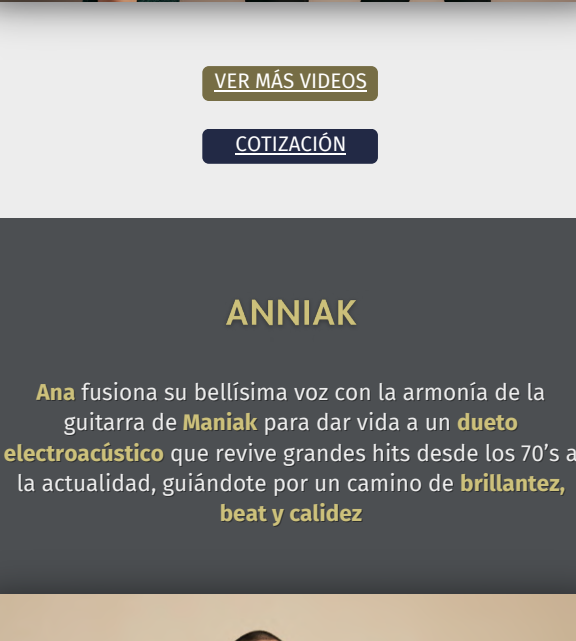 VER MÁS VIDEOS
COTIZACIÓN
ANNIAK
Ana fusiona su bellísima voz con la armonía de la
guitarra de Maniak para dar vida a un dueto
electroacústico que revive grandes hits desde los 70’s a
la actualidad, guiándote por un camino de brillantez,
beat y calidez